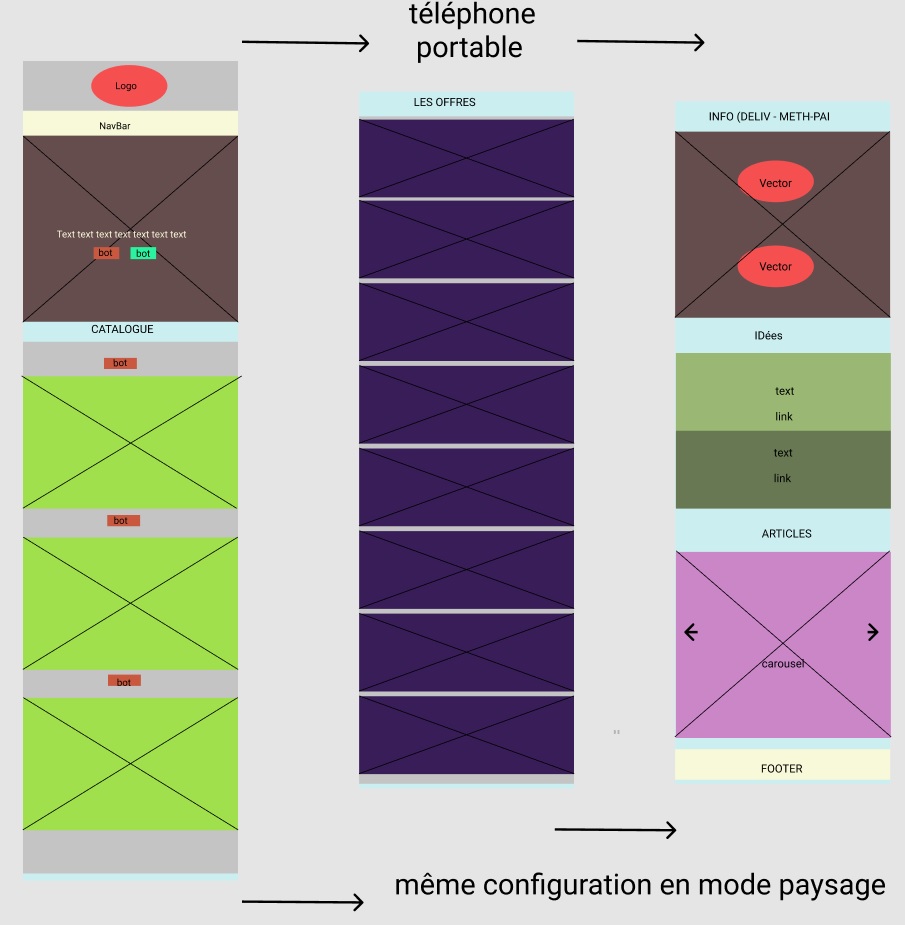 téléphone
portable
Logo
NavBar
Text text text text text text text
bot bot
CATALOGUE
bot
bot
bot
LES OFFRES
INFO (DELIV - METH-PAI
Vector
Vector
IDées
text
link
text
link
ARTICLES
carousel
FOOTER
"
même configuration en mode paysage